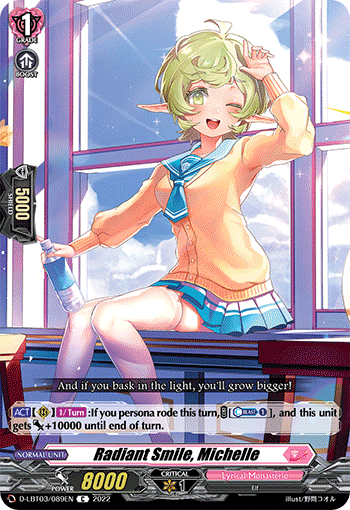 1
GRADE
BOOST
5000
SHIELD
And if you bask in the light, you'll grow bigger!
ACT[ ] 1/Turn :If you persona rode this turn, [BLAST 1], and this unit
gets +10000 until end of turn.
NORMAL UNIT
Radiant Smile, Michelle
POWER 8000 CRITICAL 1 Lyrical Monasterio
Elf
D-LBT03/089EN C 2022 illust/野間コオル